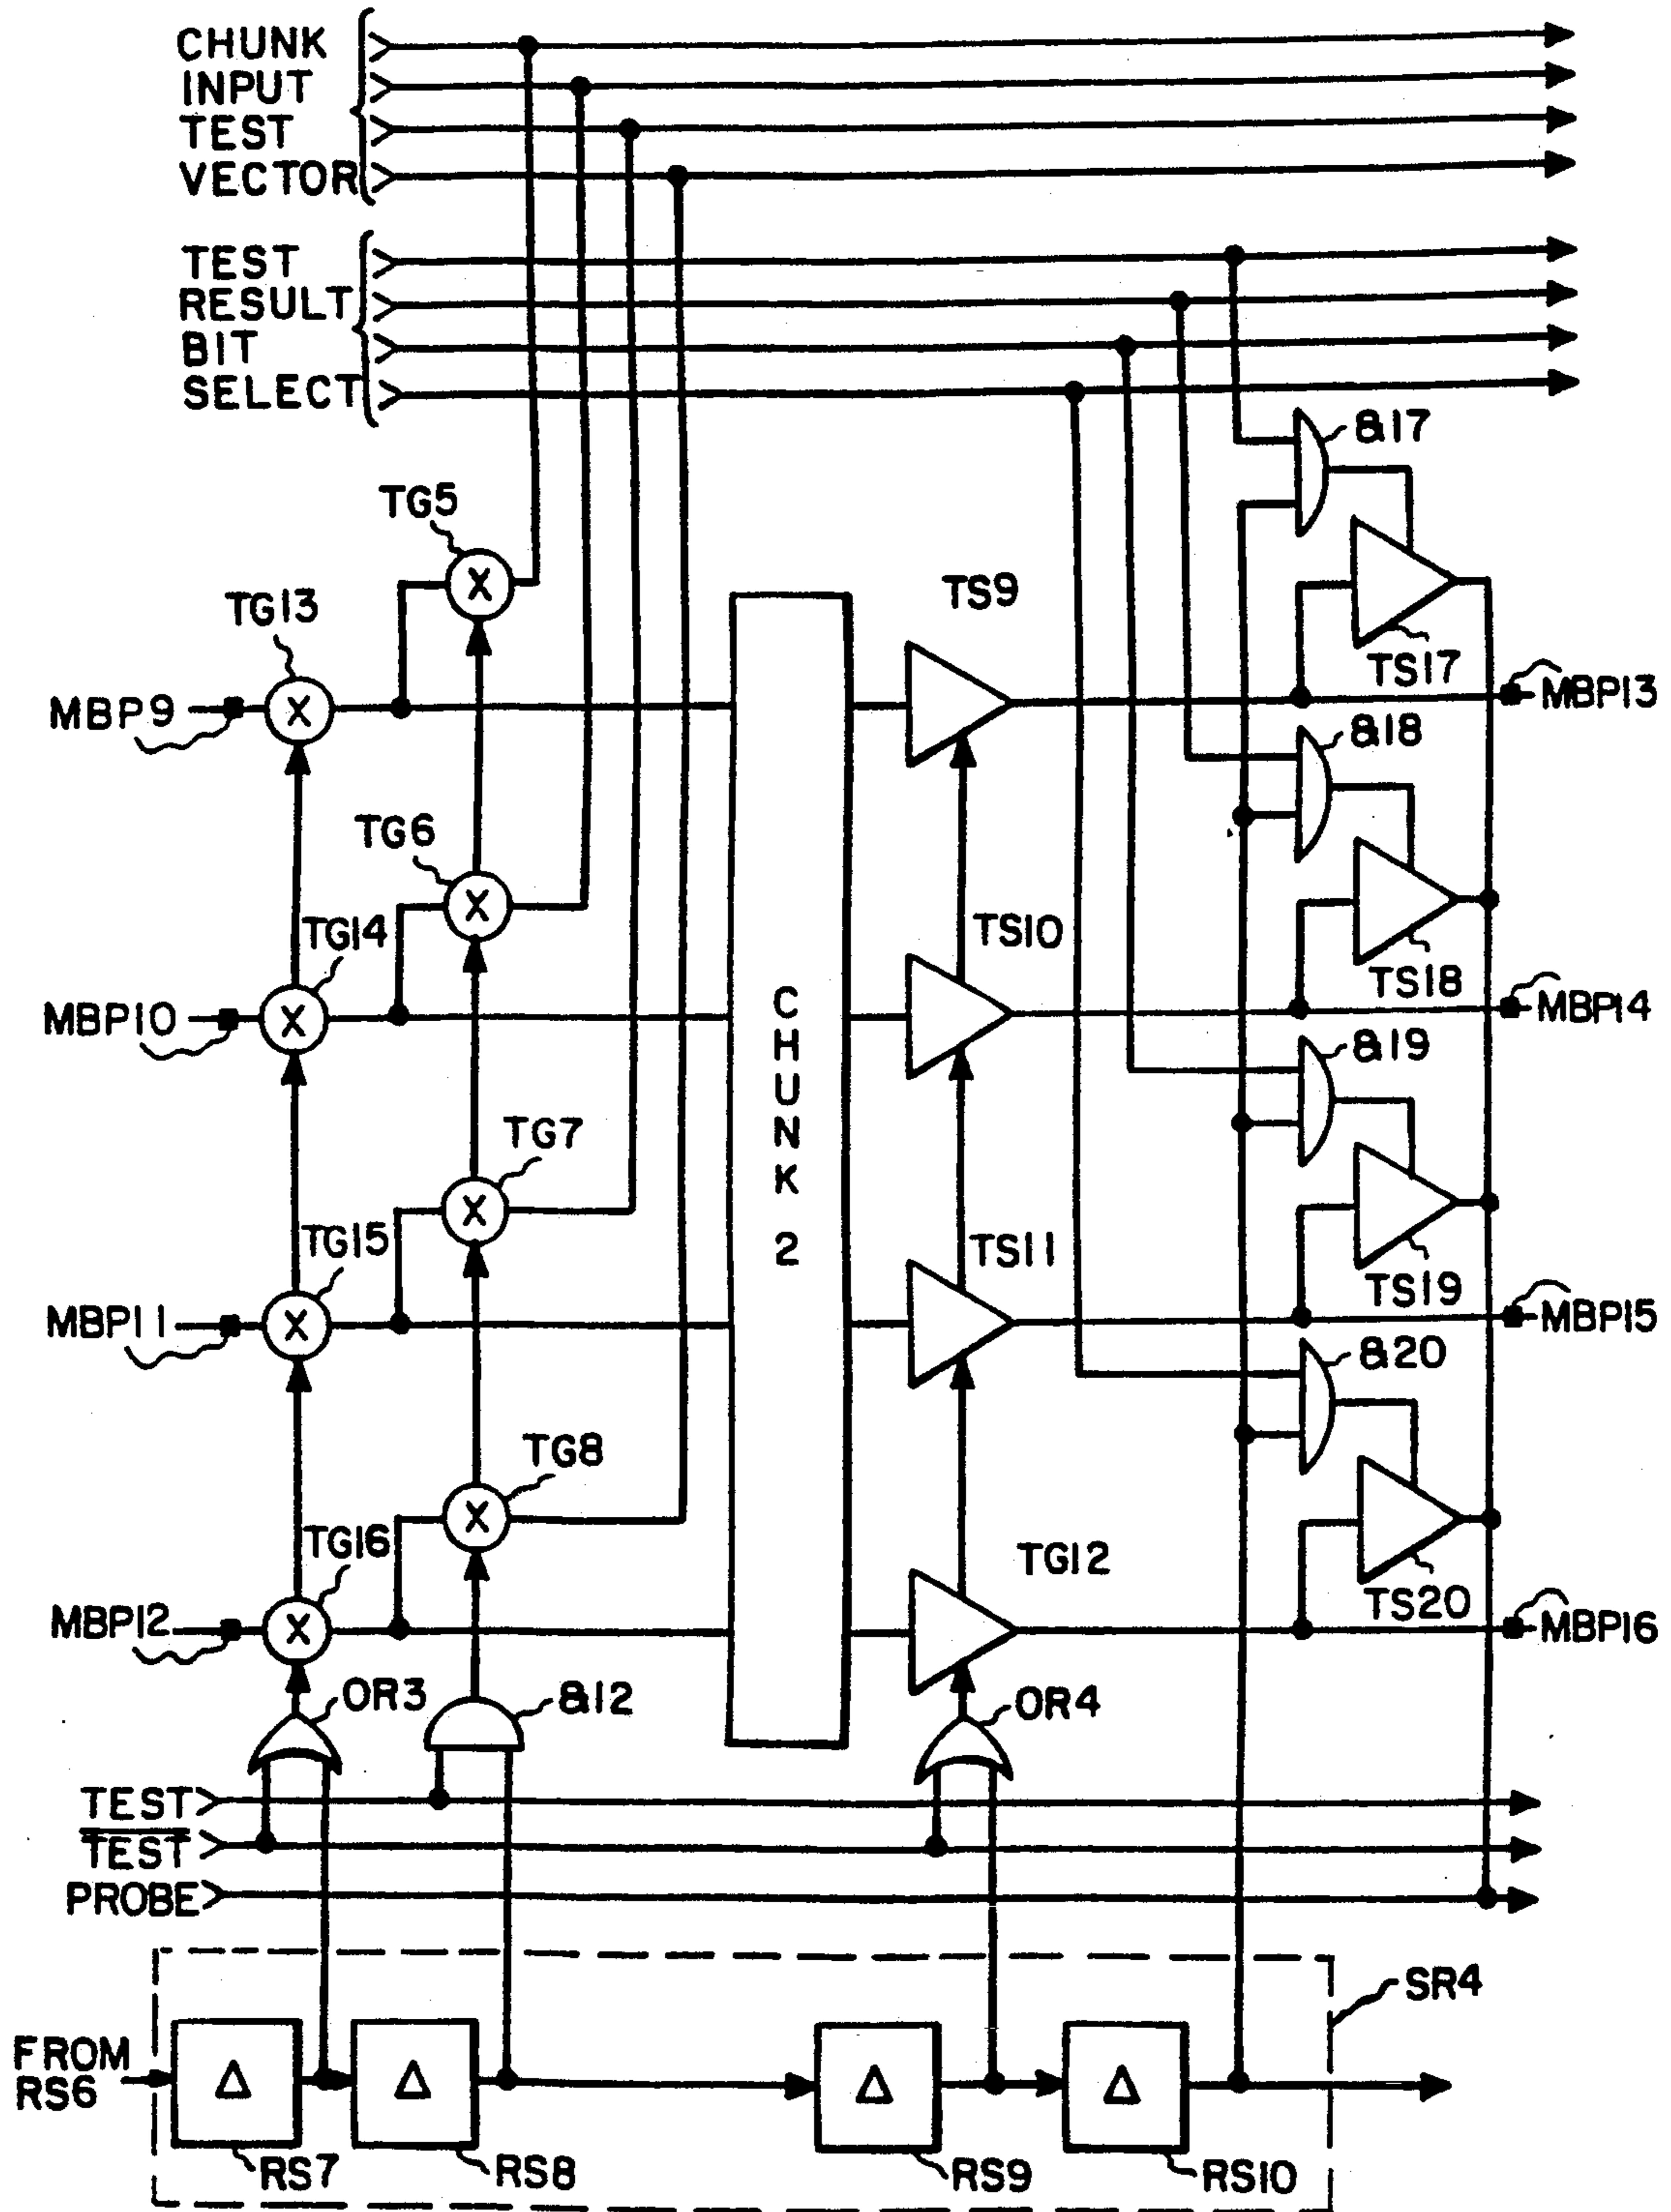 CHUNK
INPUT
TEST
VECTOR
TEST
RESULT
BIT
SELECT
&17
TG5
TS9
TG13
TS17
MBP9
MBP13
&18
TG6
TG14
TS10
TS18
MBP10
MBP14
CHUNK 2
&19
TG7
TG15
TS11
TS19
MBP11
MBP15
&20
TG8
TG16
TG12
TS20
MBP12
MBP16
OR3
&12
OR4
TEST
TEST
PROBE
SR4
FROM
RS6
Δ
Δ
Δ
Δ
RS7
RS8
RS9
RS10